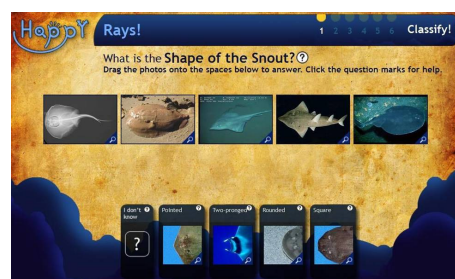 Happy
Rays!
1 2 3 4 5 6 Classify!
What is the Shape of the Snout??
Drag the photos onto the spaces below to answer. Click the question marks for help.
I don't know ?
Pointed ?
Two-pronged ?
Rounded ?
Square ?
?